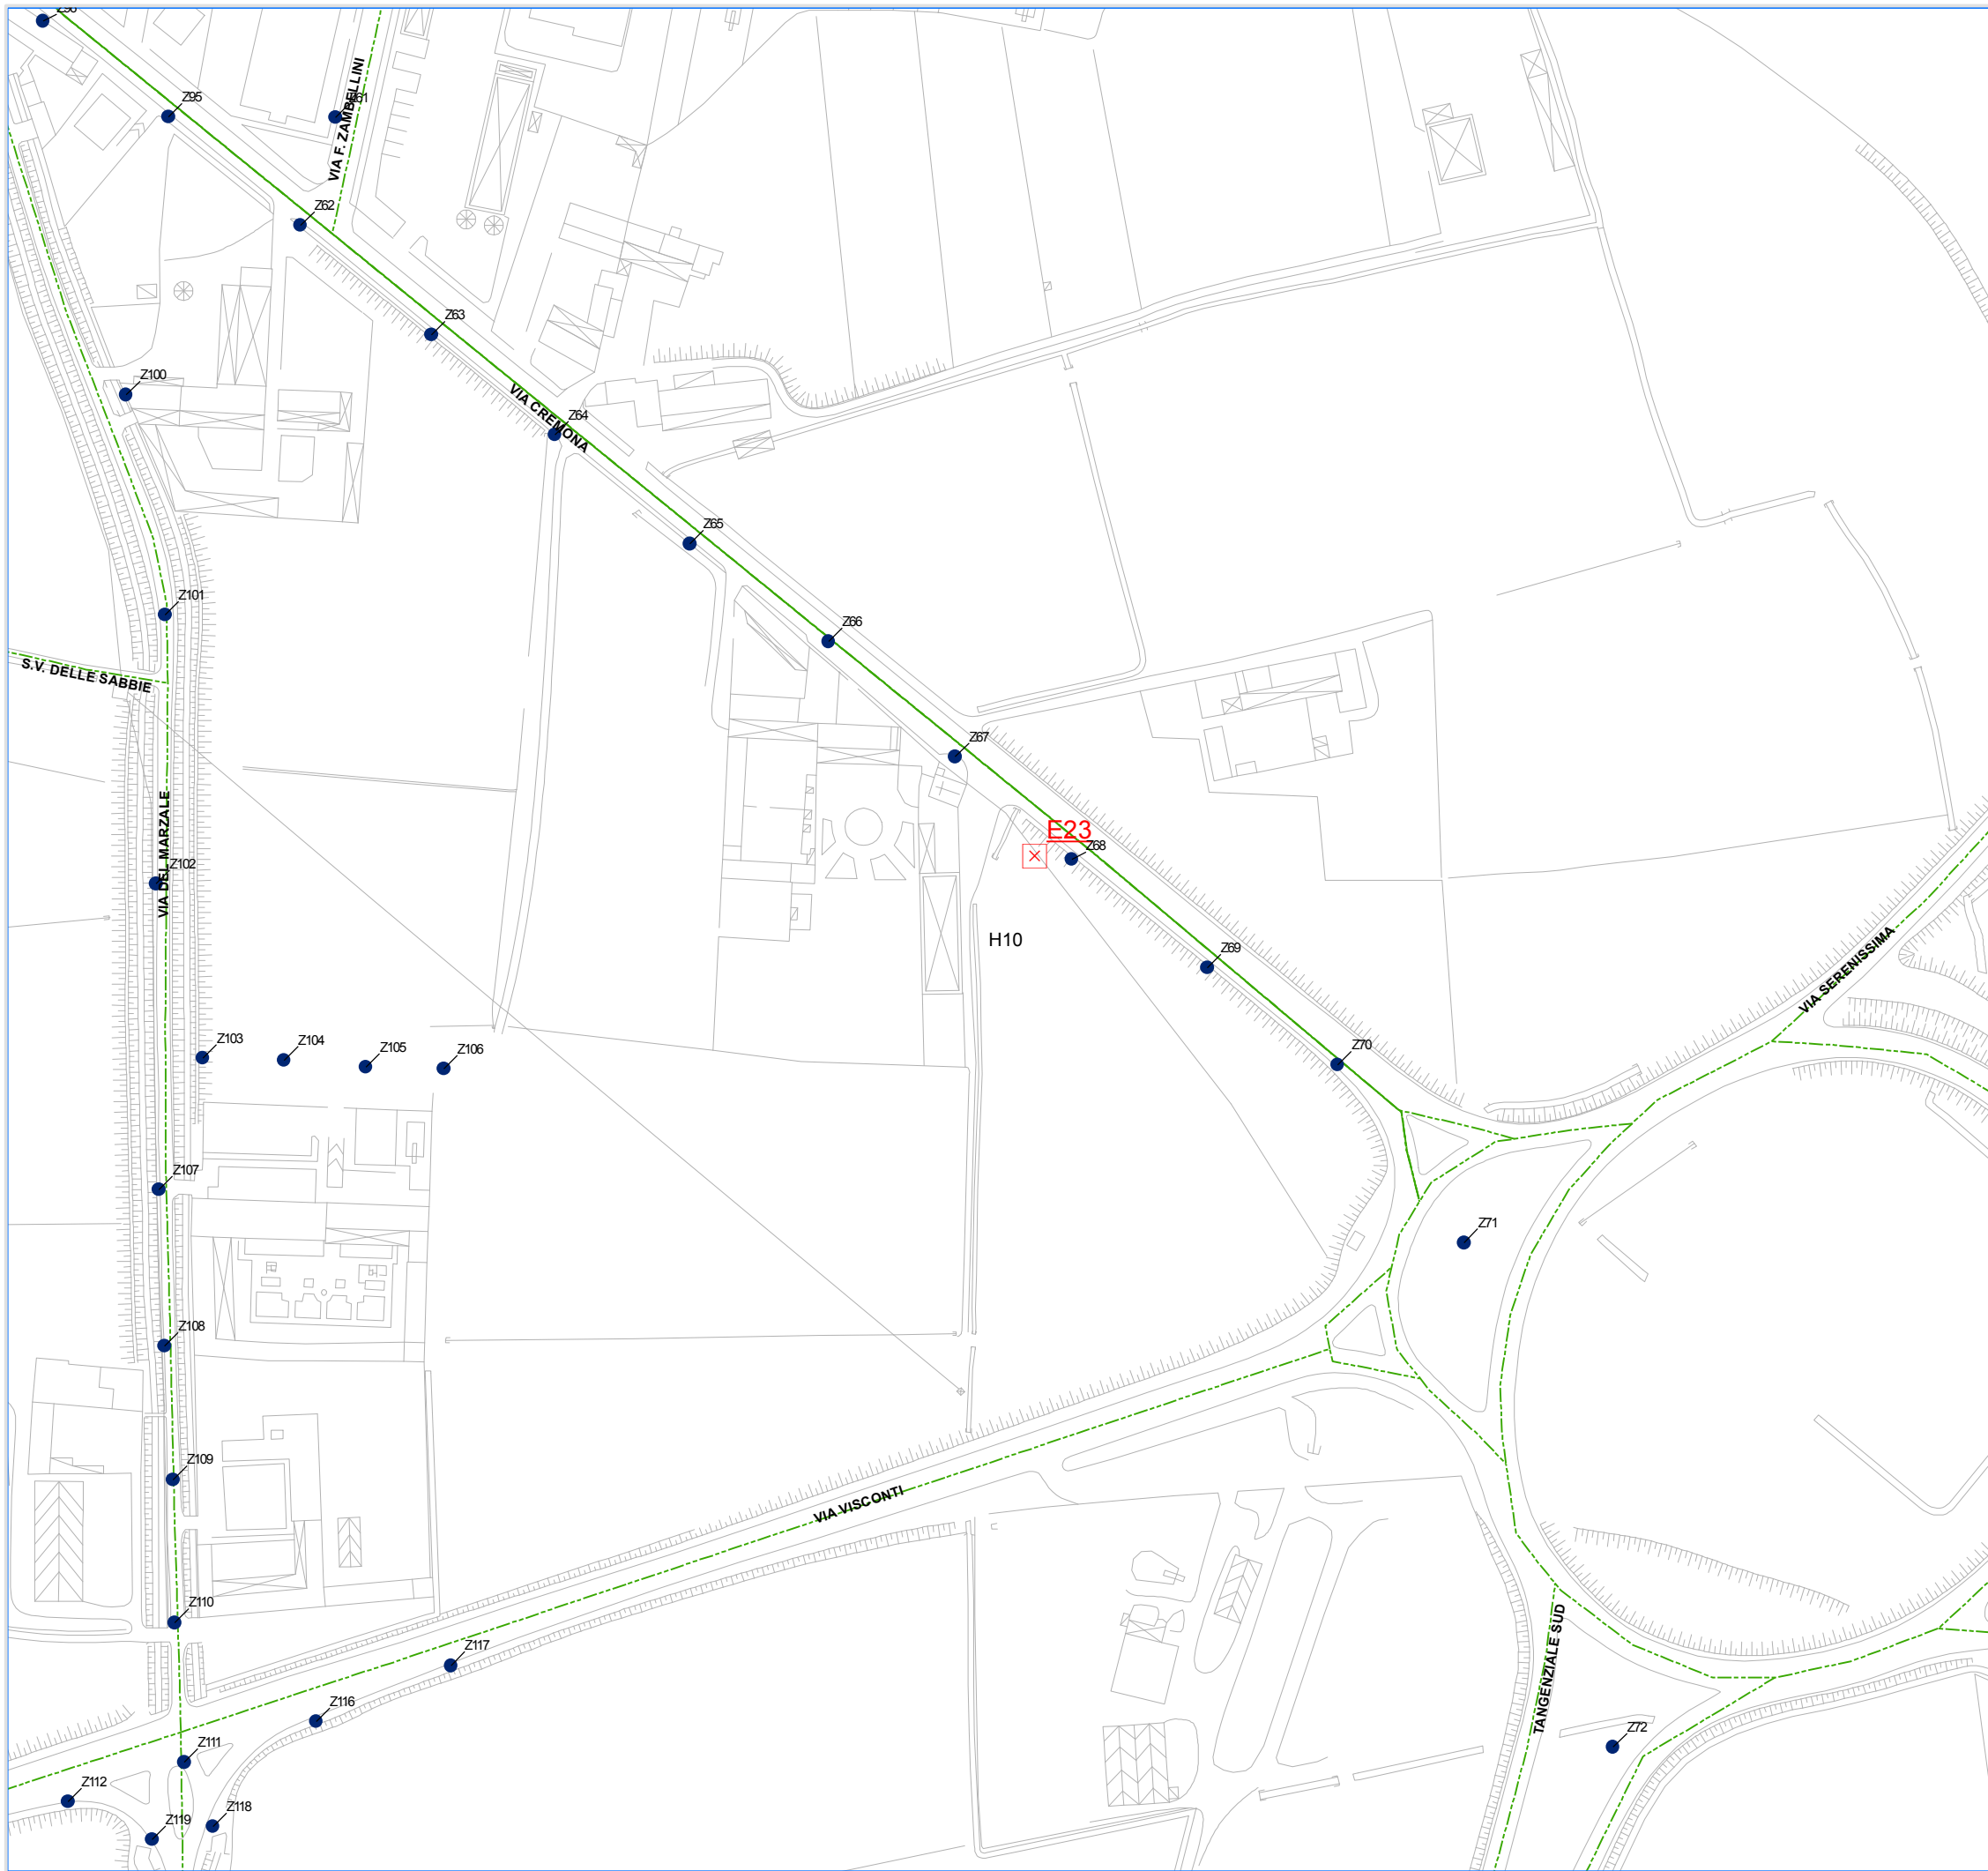 Z95
Z61
VIA F. ZAMBELLINI
Z62
Z63
Z100
VIA CREMONA
Z64
Z65
Z101
Z66
S.V. DELLE SABBIE
Z67
E23
Z68
VIA DEL MARZALE
Z102
H10
Z69
VIA SERENISSIMA
Z103
Z104
Z105
Z106
Z70
Z107
Z71
Z108
Z109
VIA VISCONTI
Z110
Z117
TANGENZIALE SUD
Z116
Z72
Z111
Z112
Z118
Z119